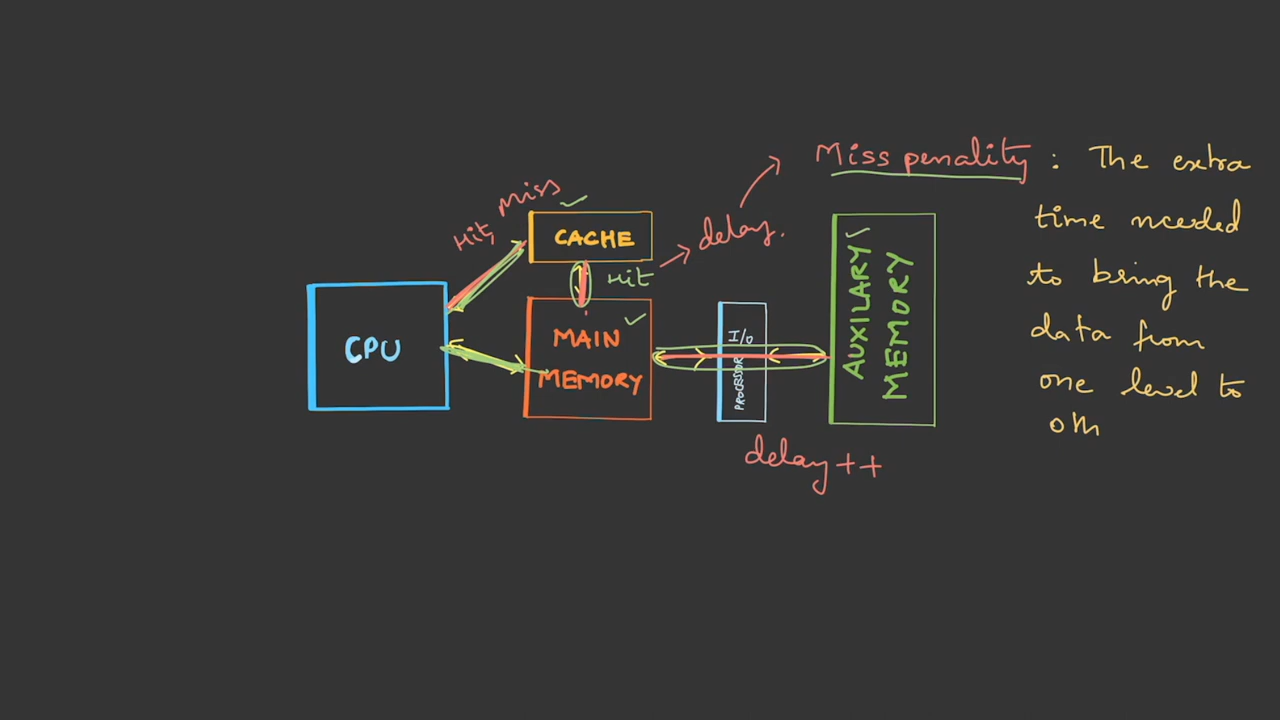 Miss penality : The extra
time needed
to bring the
data from
one level to
oth
Hit, Miss
CACHE
delay.
Hit
CPU
MAIN
MEMORY
I/O
PROCESSOR
AUXILARY
MEMORY
delay++